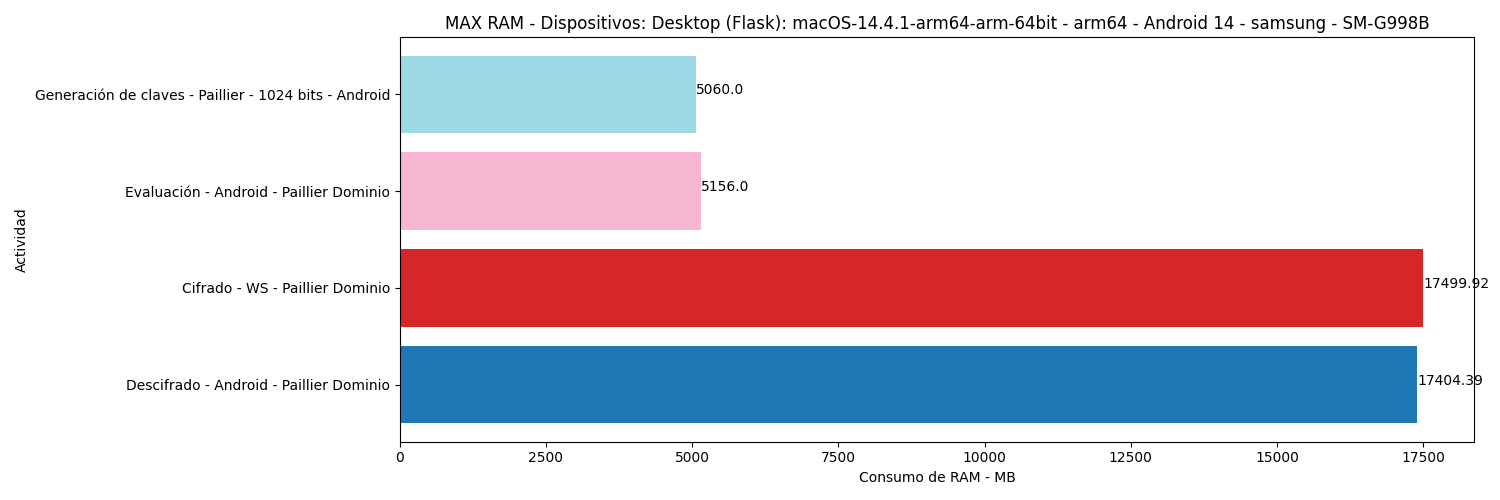 MAX RAM - Dispositivos: Desktop (Flask): macOS-14.4.1-arm64-arm-64bit - arm64 - Android 14 - samsung - SM-G998B
Generación de claves - Paillier - 1024 bits - Android
5060.0
Evaluación - Android - Paillier Dominio
5156.0
Actividad
Cifrado - WS - Paillier Dominio
17499.92
Descifrado - Android - Paillier Dominio
17404.39
0 2500 5000 7500 10000 12500 15000 17500
Consumo de RAM - MB